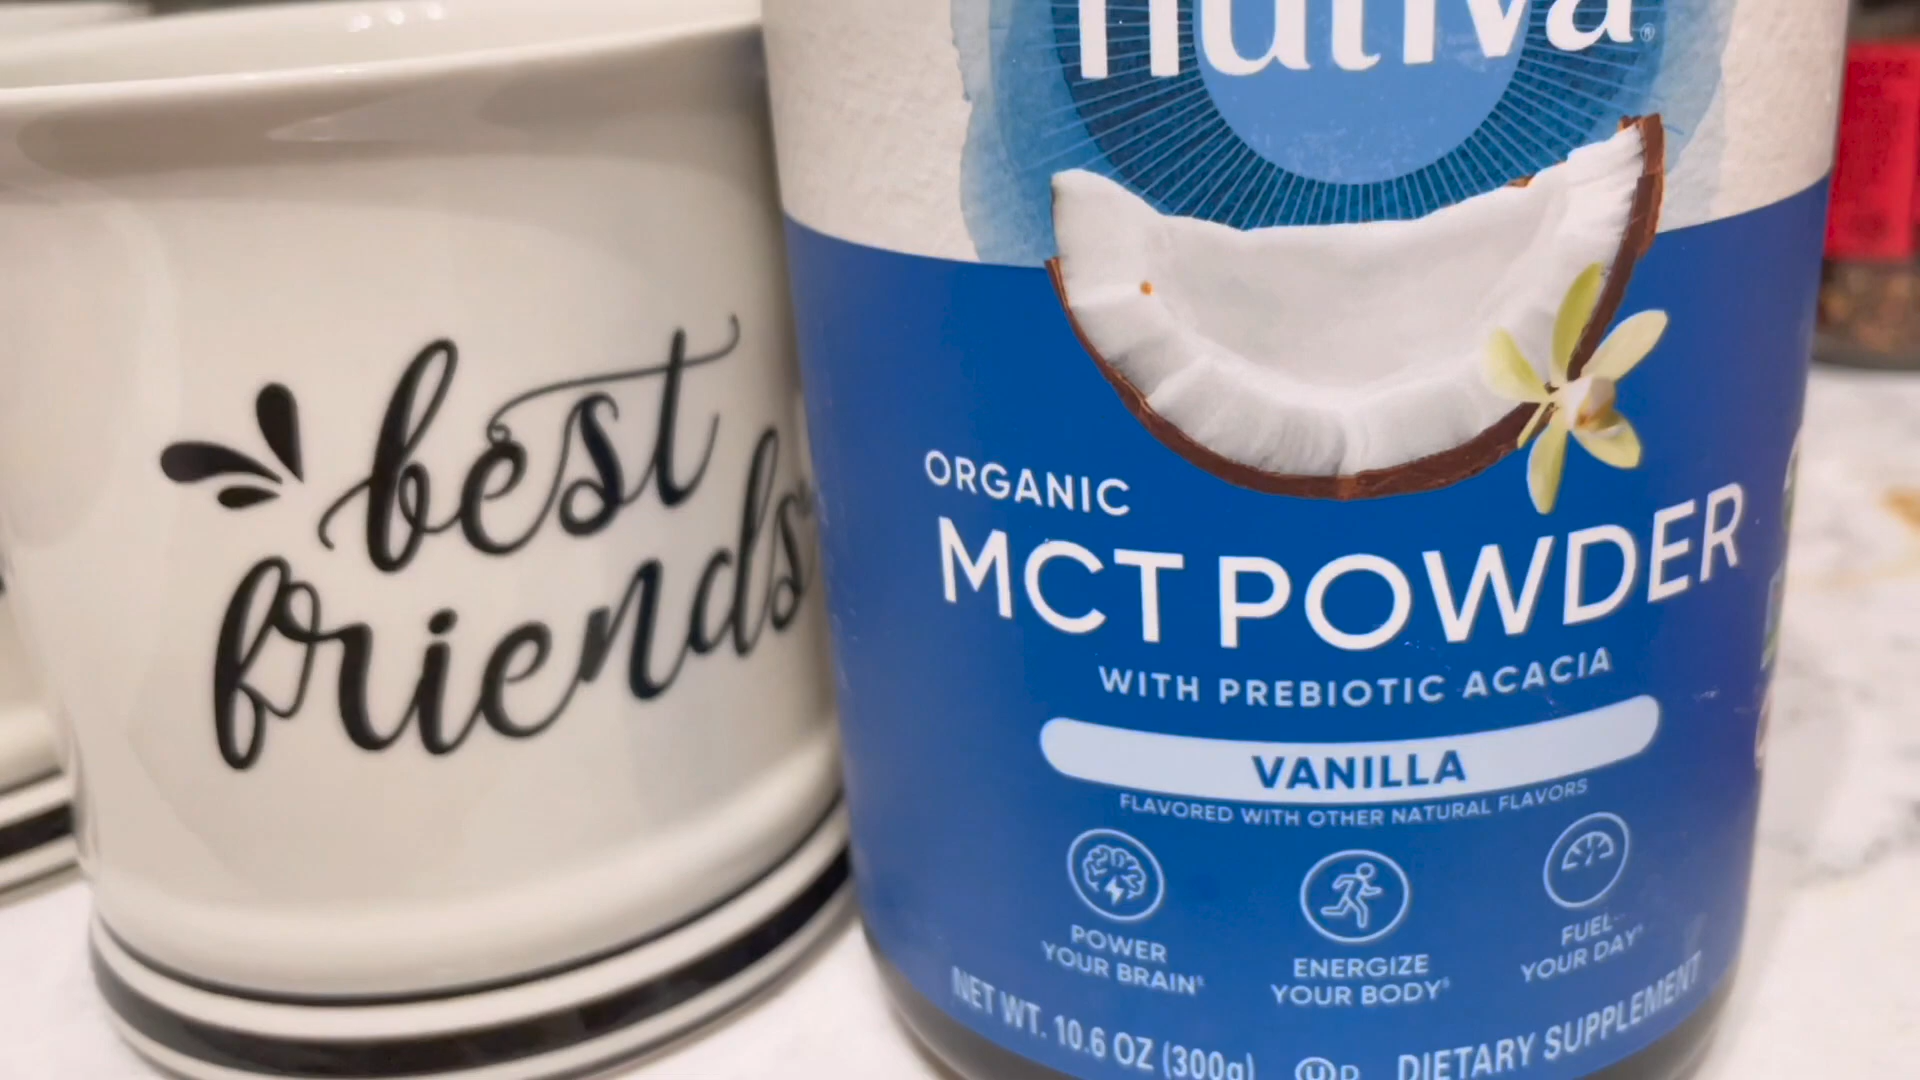 best
friends
nutiva®
ORGANIC
MCT POWDER
WITH PREBIOTIC ACACIA
VANILLA
FLAVORED WITH OTHER NATURAL FLAVORS
POWER
YOUR BRAIN
ENERGIZE
YOUR BODY
FUEL
YOUR DAY
NET WT. 10.6 OZ (300g)
U D
DIETARY SUPPLEMENT